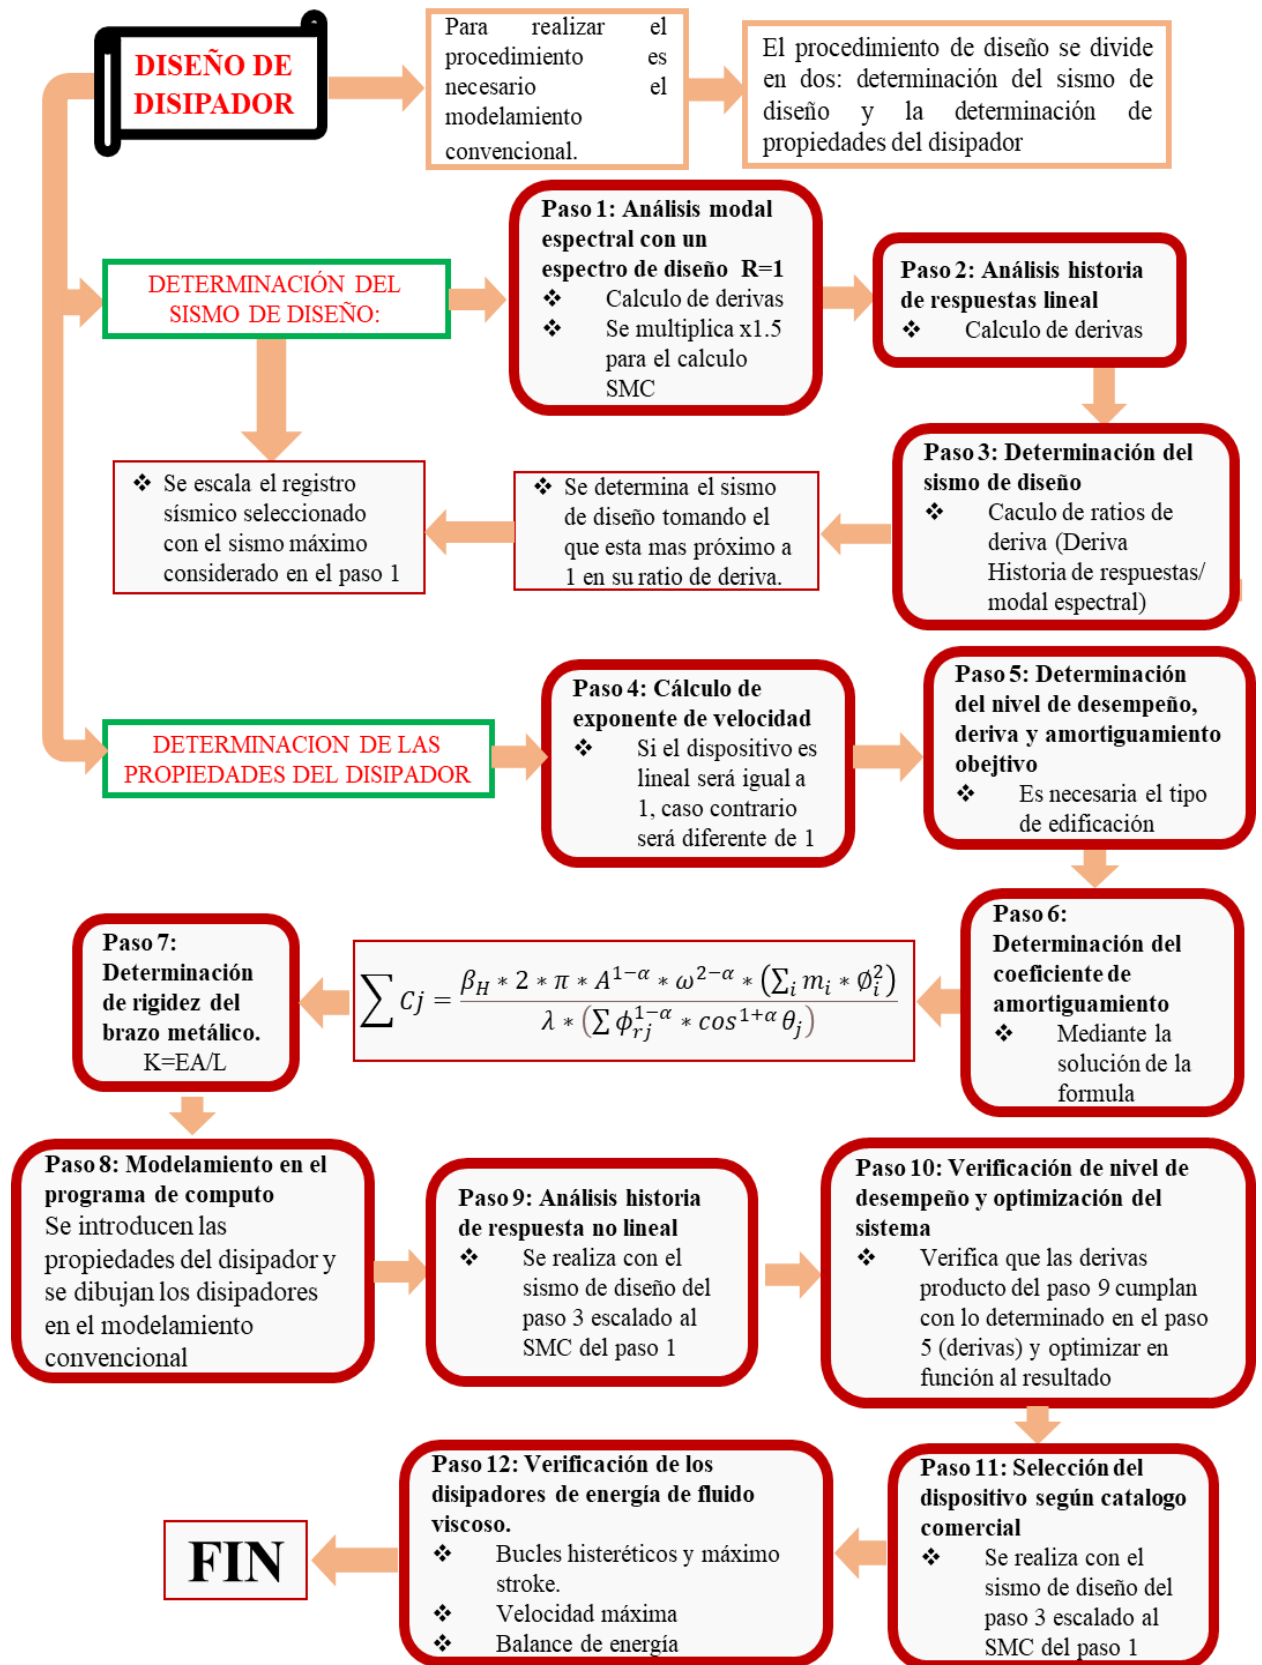 DISEÑO DE
DISIPADOR
Para realizar el
procedimiento es
necesario el
modelamiento
convencional.
El procedimiento de diseño se divide
en dos: determinación del sismo de
diseño y la determinación de
propiedades del disipador
DETERMINACIÓN DEL
SISMO DE DISEÑO:
Paso 1: Análisis modal
espectral con un
espectro de diseño R=1
❖ Calculo de derivas
❖ Se multiplica x1.5
para el calculo
SMC
Paso 2: Análisis historia
de respuestas lineal
❖ Calculo de derivas
Paso 3: Determinación del
sismo de diseño
❖ Caculo de ratios de
deriva (Deriva
Historia de respuestas/
modal espectral)
❖ Se determina el sismo
de diseño tomando el
que esta mas próximo a
1 en su ratio de deriva.
❖ Se escala el registro
sísmico seleccionado
con el sismo máximo
considerado en el paso 1
DETERMINACION DE LAS
PROPIEDADES DEL DISIPADOR
Paso 4: Cálculo de
exponente de velocidad
❖ Si el dispositivo es
lineal será igual a
1, caso contrario
será diferente de 1
Paso 5: Determinación
del nivel de desempeño,
deriva y amortiguamiento
obejtivo
❖ Es necesaria el tipo
de edificación
Paso 6:
Determinación del
coeficiente de
amortiguamiento
❖ Mediante la
solución de la
formula
∑ Cj = β_H * 2 * π * A^{1−α} * ω^{2−α} * (∑_i m_i * Ø_i^2) / λ * (∑ ϕ_{rj}^{1−α} * cos^{1+α} θ_j)
Paso 7:
Determinación
de rigidez del
brazo metálico.
K=EA/L
Paso 8: Modelamiento en el
programa de computo
Se introducen las
propiedades del disipador y
se dibujan los disipadores
en el modelamiento
convencional
Paso 9: Análisis historia
de respuesta no lineal
❖ Se realiza con el
sismo de diseño del
paso 3 escalado al
SMC del paso 1
Paso 10: Verificación de nivel de
desempeño y optimización del
sistema
❖ Verifica que las derivas
producto del paso 9 cumplan
con lo determinado en el paso
5 (derivas) y optimizar en
función al resultado
Paso 11: Selección del
dispositivo según catalogo
comercial
❖ Se realiza con el
sismo de diseño del
paso 3 escalado al
SMC del paso 1
Paso 12: Verificación de los
disipadores de energía de fluido
viscoso.
❖ Bucles histeréticos y máximo
stroke.
❖ Velocidad máxima
❖ Balance de energía
FIN